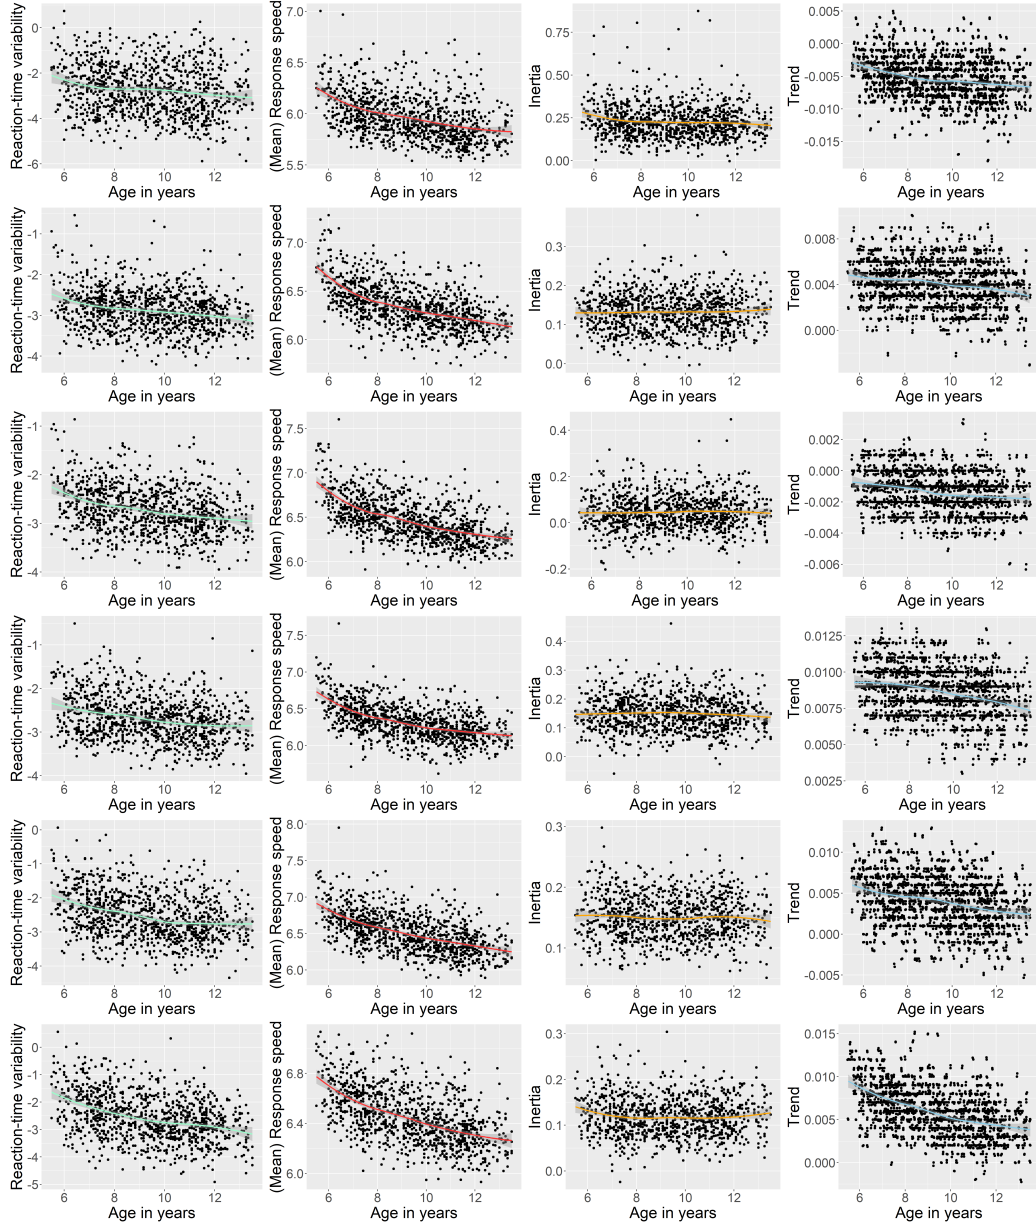 Reaction-time variability
0
-2
-4
-6
6 8 10 12
Age in years
(Mean) Response speed
7.0
6.5
6.0
5.5
6 8 10 12
Age in years
Inertia
0.75
0.50
0.25
0.00
6 8 10 12
Age in years
Trend
0.005
0.000
-0.005
-0.010
-0.015
6 8 10 12
Age in years
Reaction-time variability
-1
-2
-3
-4
6 8 10 12
Age in years
(Mean) Response speed
7.0
6.5
6.0
6 8 10 12
Age in years
Inertia
0.3
0.2
0.1
0.0
6 8 10 12
Age in years
Trend
0.008
0.004
0.000
6 8 10 12
Age in years
Reaction-time variability
-1
-2
-3
-4
6 8 10 12
Age in years
(Mean) Response speed
7.5
7.0
6.5
6.0
6 8 10 12
Age in years
Inertia
0.4
0.2
0.0
-0.2
6 8 10 12
Age in years
Trend
0.002
0.000
-0.002
-0.004
-0.006
6 8 10 12
Age in years
Reaction-time variability
-1
-2
-3
-4
6 8 10 12
Age in years
(Mean) Response speed
7.5
7.0
6.5
6.0
6 8 10 12
Age in years
Inertia
0.4
0.3
0.2
0.1
0.0
6 8 10 12
Age in years
Trend
0.0125
0.0100
0.0075
0.0050
0.0025
6 8 10 12
Age in years
Reaction-time variability
0
-1
-2
-3
-4
6 8 10 12
Age in years
(Mean) Response speed
8.0
7.5
7.0
6.5
6.0
6 8 10 12
Age in years
Inertia
0.3
0.2
0.1
6 8 10 12
Age in years
Trend
0.010
0.005
0.000
-0.005
6 8 10 12
Age in years
Reaction-time variability
0
-1
-2
-3
-4
-5
6 8 10 12
Age in years
(Mean) Response speed
6.8
6.4
6.0
6 8 10 12
Age in years
Inertia
0.3
0.2
0.1
0.0
6 8 10 12
Age in years
Trend
0.015
0.010
0.005
0.000
6 8 10 12
Age in years